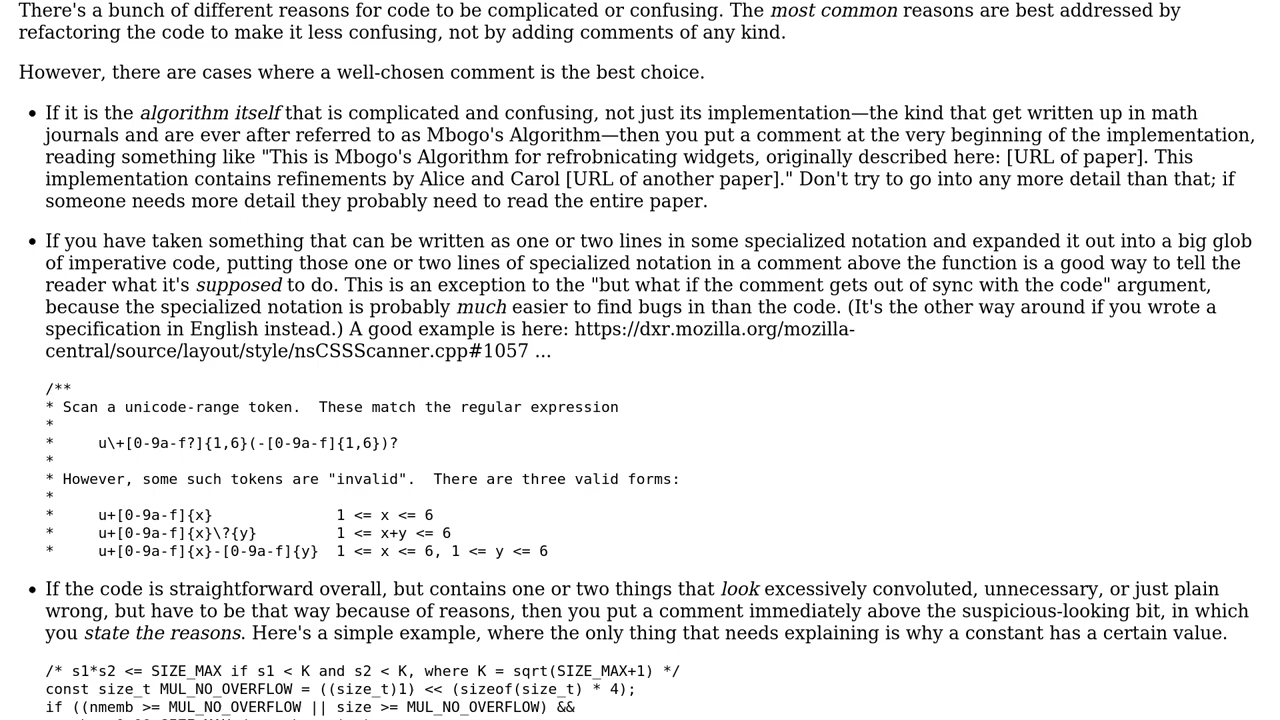 There's a bunch of different reasons for code to be complicated or confusing. The most common reasons are best addressed by
refactoring the code to make it less confusing, not by adding comments of any kind.
However, there are cases where a well-chosen comment is the best choice.
• If it is the algorithm itself that is complicated and confusing, not just its implementation—the kind that get written up in math
journals and are ever after referred to as Mbogo's Algorithm—then you put a comment at the very beginning of the implementation,
reading something like "This is Mbogo's Algorithm for refrobnicating widgets, originally described here: [URL of paper]. This
implementation contains refinements by Alice and Carol [URL of another paper]." Don't try to go into any more detail than that; if
someone needs more detail they probably need to read the entire paper.
• If you have taken something that can be written as one or two lines in some specialized notation and expanded it out into a big glob
of imperative code, putting those one or two lines of specialized notation in a comment above the function is a good way to tell the
reader what it's supposed to do. This is an exception to the "but what if the comment gets out of sync with the code" argument,
because the specialized notation is probably much easier to find bugs in than the code. (It's the other way around if you wrote a
specification in English instead.) A good example is here: https://dxr.mozilla.org/mozilla-
central/source/layout/style/nsCSSScanner.cpp#1057 ...
/**
* Scan a unicode-range token.  These match the regular expression
*
*     u\+[0-9a-f?]{1,6}(-[0-9a-f]{1,6})?
*
* However, some such tokens are "invalid".  There are three valid forms:
*
*     u+[0-9a-f]{x}              1 <= x <= 6
*     u+[0-9a-f]{x}\?{y}         1 <= x+y <= 6
*     u+[0-9a-f]{x}-[0-9a-f]{y}  1 <= x <= 6, 1 <= y <= 6
• If the code is straightforward overall, but contains one or two things that look excessively convoluted, unnecessary, or just plain
wrong, but have to be that way because of reasons, then you put a comment immediately above the suspicious-looking bit, in which
you state the reasons. Here's a simple example, where the only thing that needs explaining is why a constant has a certain value.
/* s1*s2 <= SIZE_MAX if s1 < K and s2 < K, where K = sqrt(SIZE_MAX+1) */
const size_t MUL_NO_OVERFLOW = ((size_t)1) << (sizeof(size_t) * 4);
if ((nmemb >= MUL_NO_OVERFLOW || size >= MUL_NO_OVERFLOW) &&